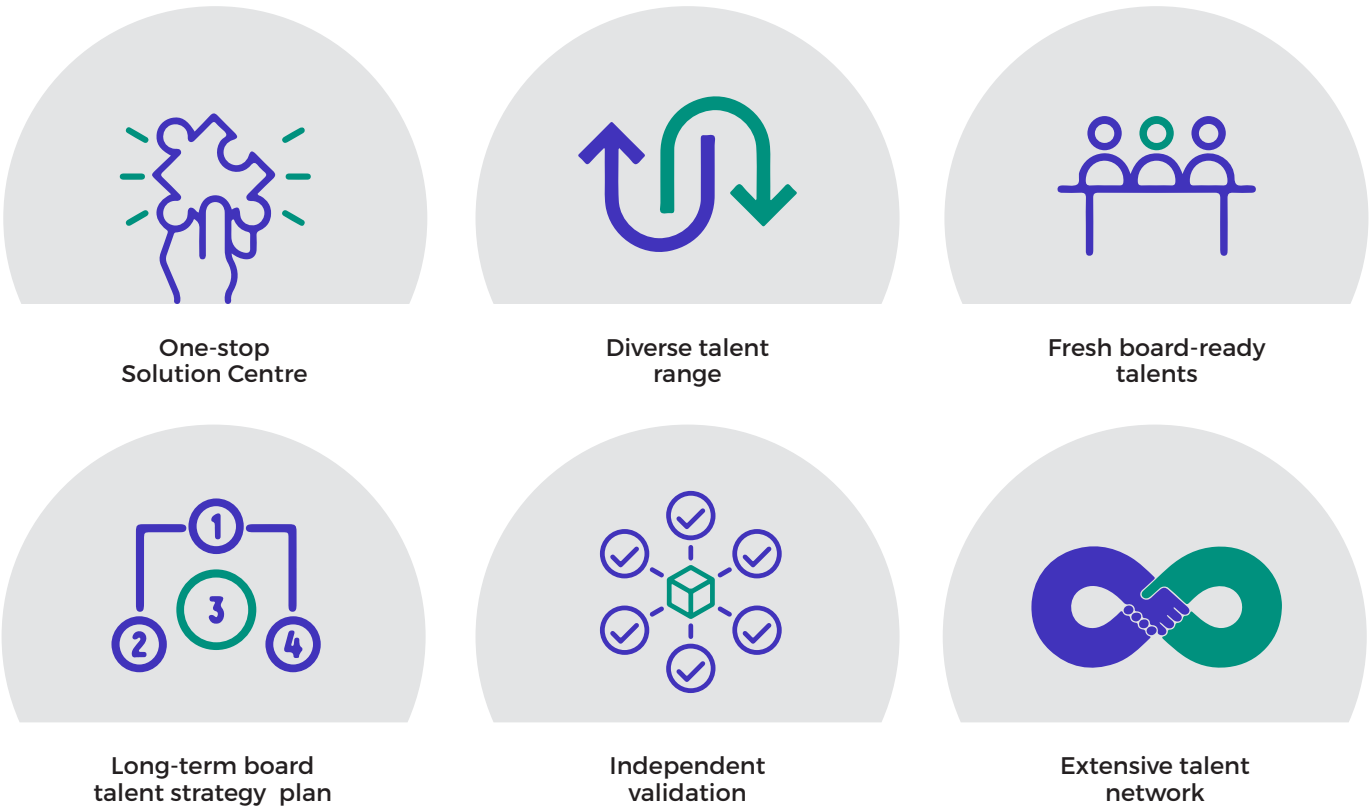 One-stop
Solution Centre
Diverse talent
range
Fresh board-ready
talents
1
3
2
4
Long-term board
talent strategy plan
Independent
validation
Extensive talent
network